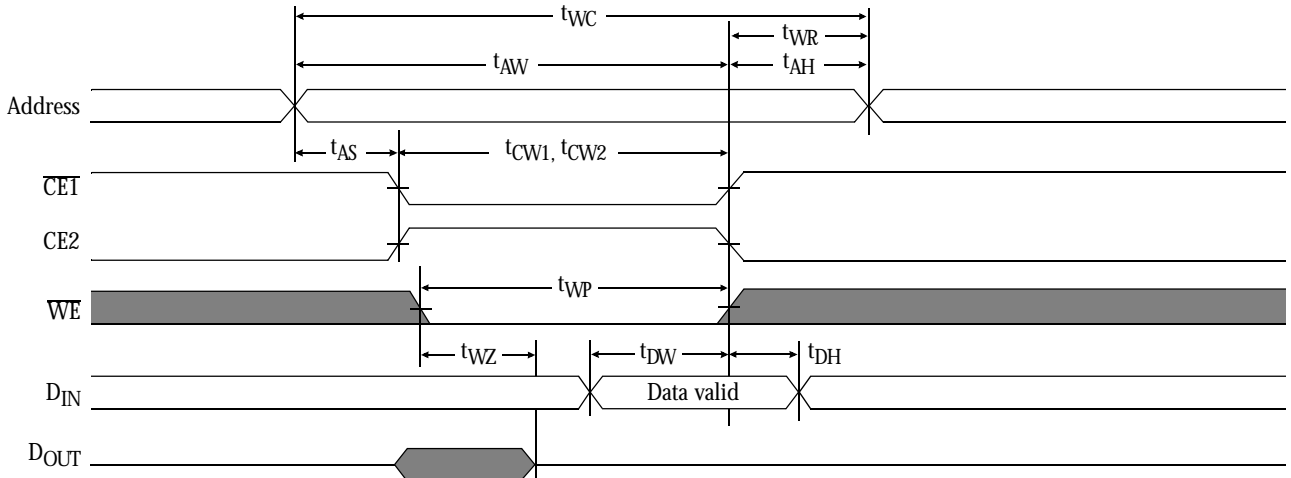 tWC
tWR
tAW
tAH
Address
tAS
tCW1, tCW2
CE1
CE2
WE
tWP
tWZ
tDW
tDH
DIN
Data valid
DOUT